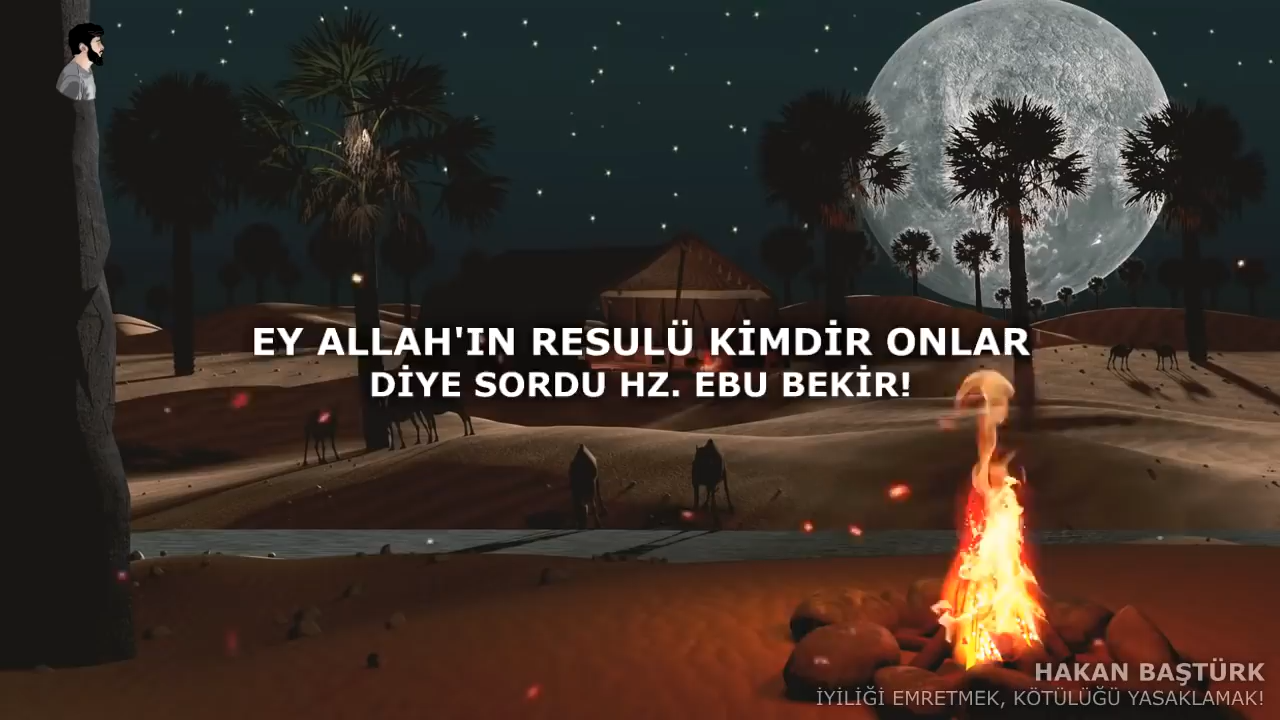 EY ALLAH'IN RESULÜ KİMDİR ONLAR
DİYE SORDU HZ. EBU BEKİR!
HAKAN BAŞTÜRK
İYİLİĞİ EMRETMEK, KÖTÜLÜĞÜ YASAKLAMAK!